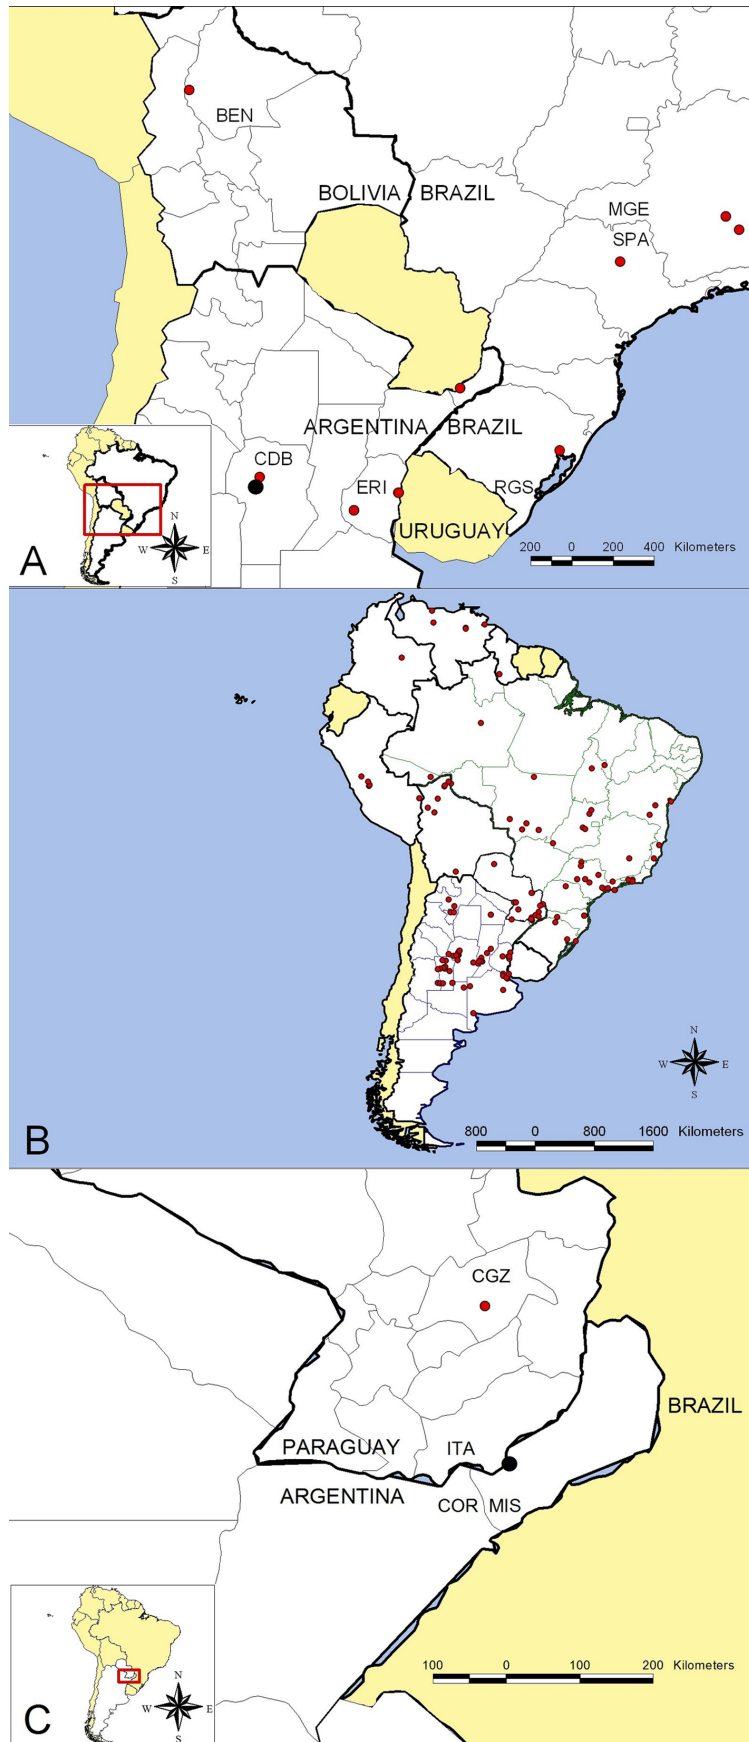 BEN
BOLIVIA BRAZIL
MGE
SPA
ARGENTINA BRAZIL
CDB
ERI
RGS
URUGUAY
200 0 200 400 Kilometers
N
W E
S
A
N
W E
S
B
800 0 800 1600 Kilometers
CGZ
BRAZIL
PARAGUAY ITA
ARGENTINA COR MIS
100 0 100 200 Kilometers
N
W E
S
C